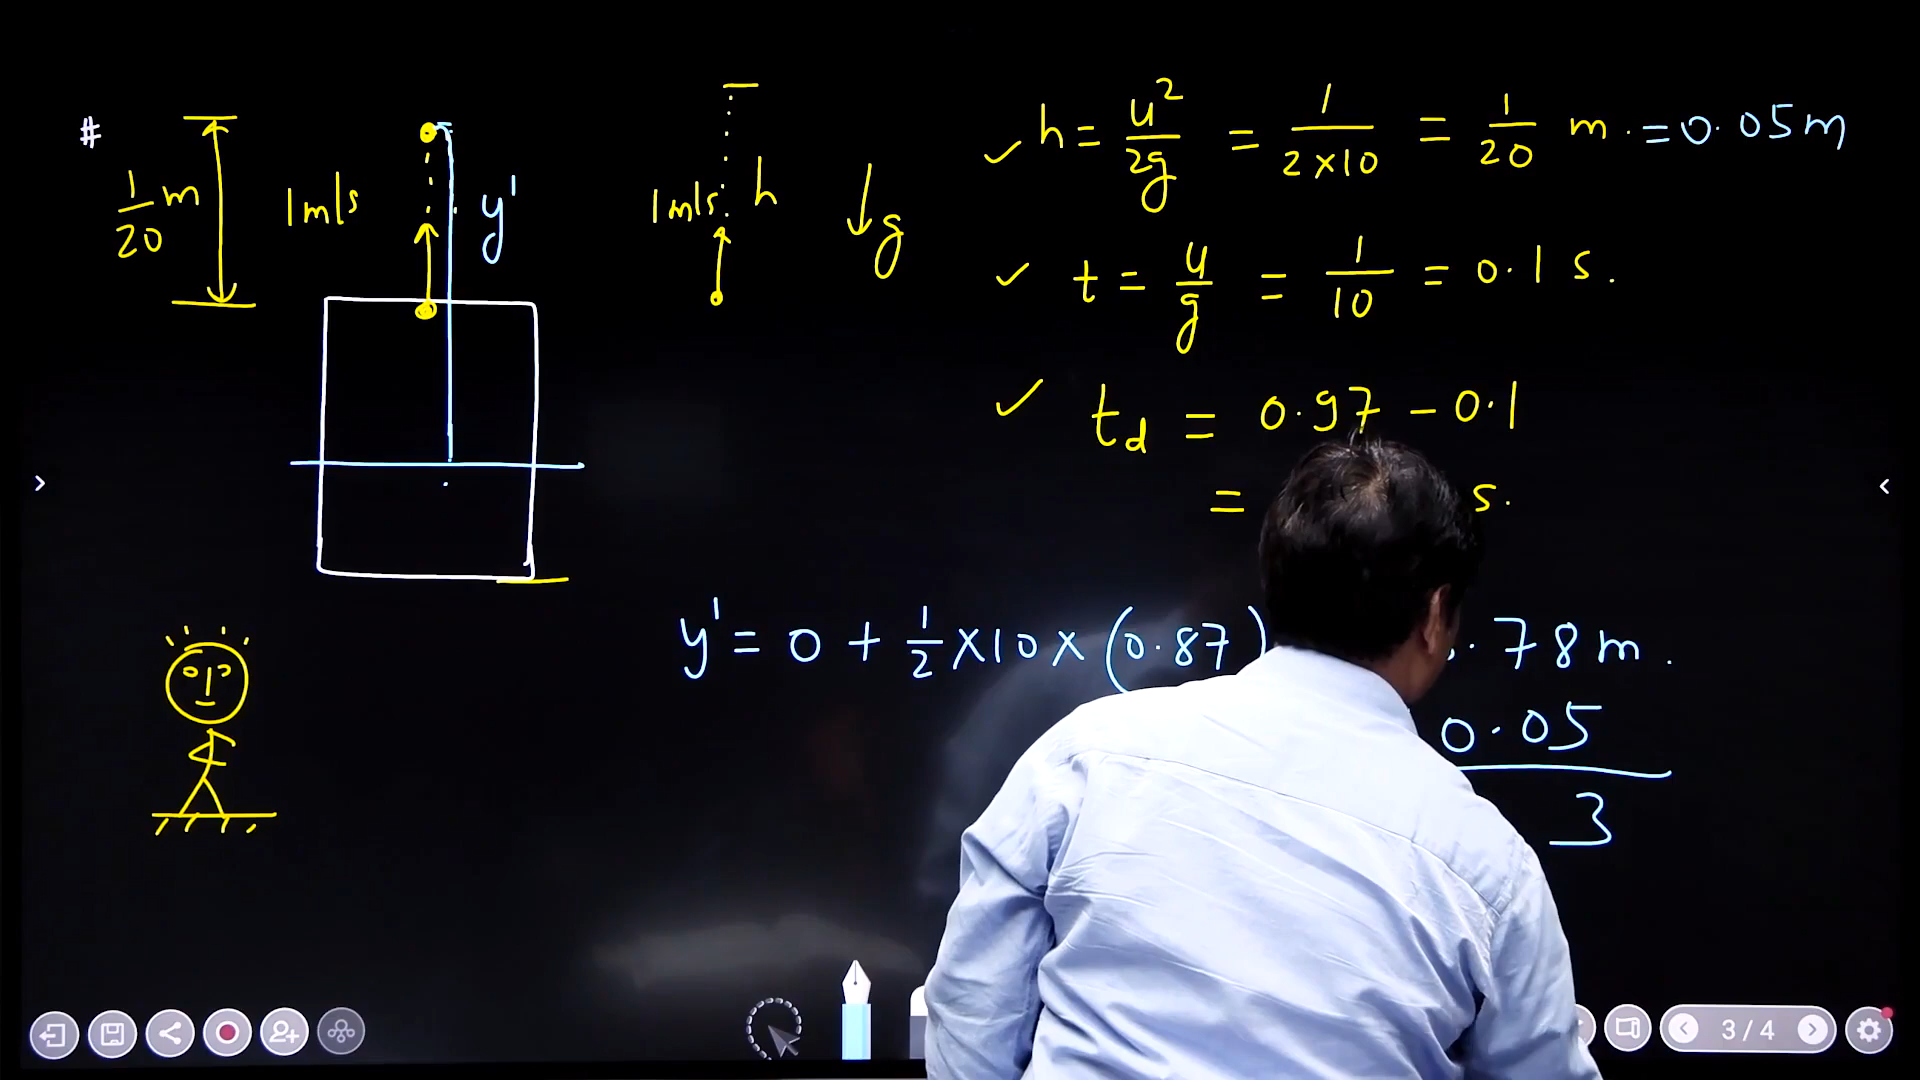 #
1/20 m
1m/s
y'
1m/s
h
↓g
✓ h = u²/2g = 1/2×10 = 1/20 m. = 0.05m
✓ t = u/g = 1/10 = 0.1 s.
✓ t_d = 0.97 - 0.1
= s.
y' = 0 + 1/2 × 10 × (0.87) .78 m.
0.05
3
3 / 4